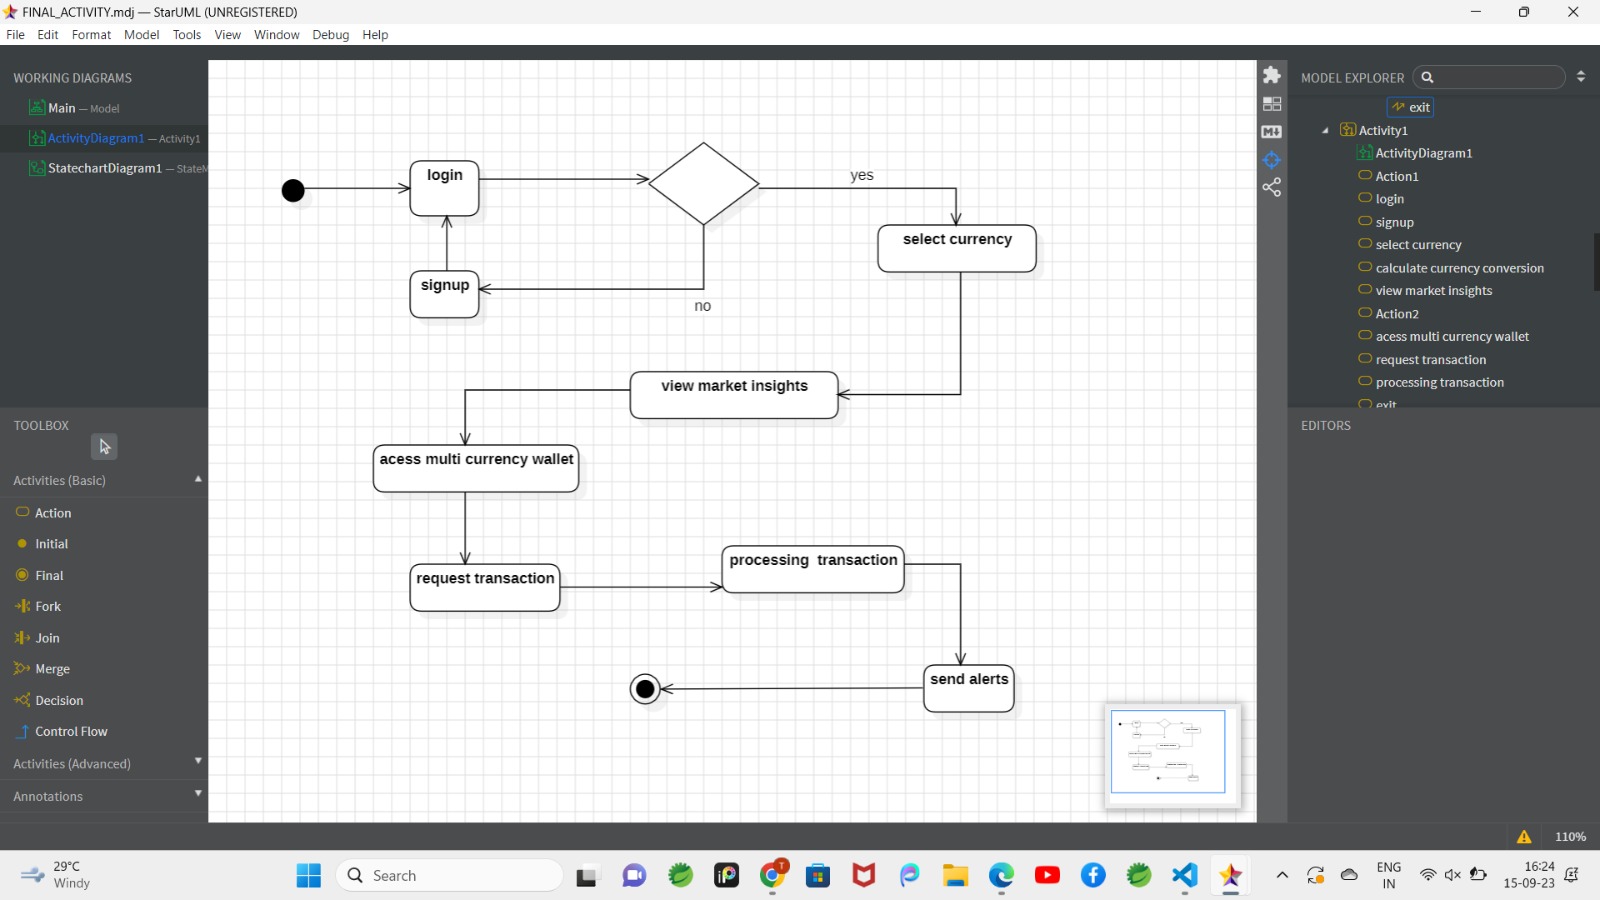 FINAL_ACTIVITY.mdj — StarUML (UNREGISTERED)
File Edit Format Model Tools View Window Debug Help
WORKING DIAGRAMS
Main — Model
ActivityDiagram1 — Activity1
StatechartDiagram1 — StateM
TOOLBOX
Activities (Basic)
Action
Initial
Final
Fork
Join
Merge
Decision
Control Flow
Activities (Advanced)
Annotations
login
yes
select currency
signup
no
view market insights
acess multi currency wallet
request transaction
processing transaction
send alerts
M
MODEL EXPLORER
exit
Activity1
ActivityDiagram1
Action1
login
signup
select currency
calculate currency conversion
view market insights
Action2
acess multi currency wallet
request transaction
processing transaction
exit
EDITORS
110%
29°C
Windy
Search
iP
T
ENG
IN
16:24
15-09-23